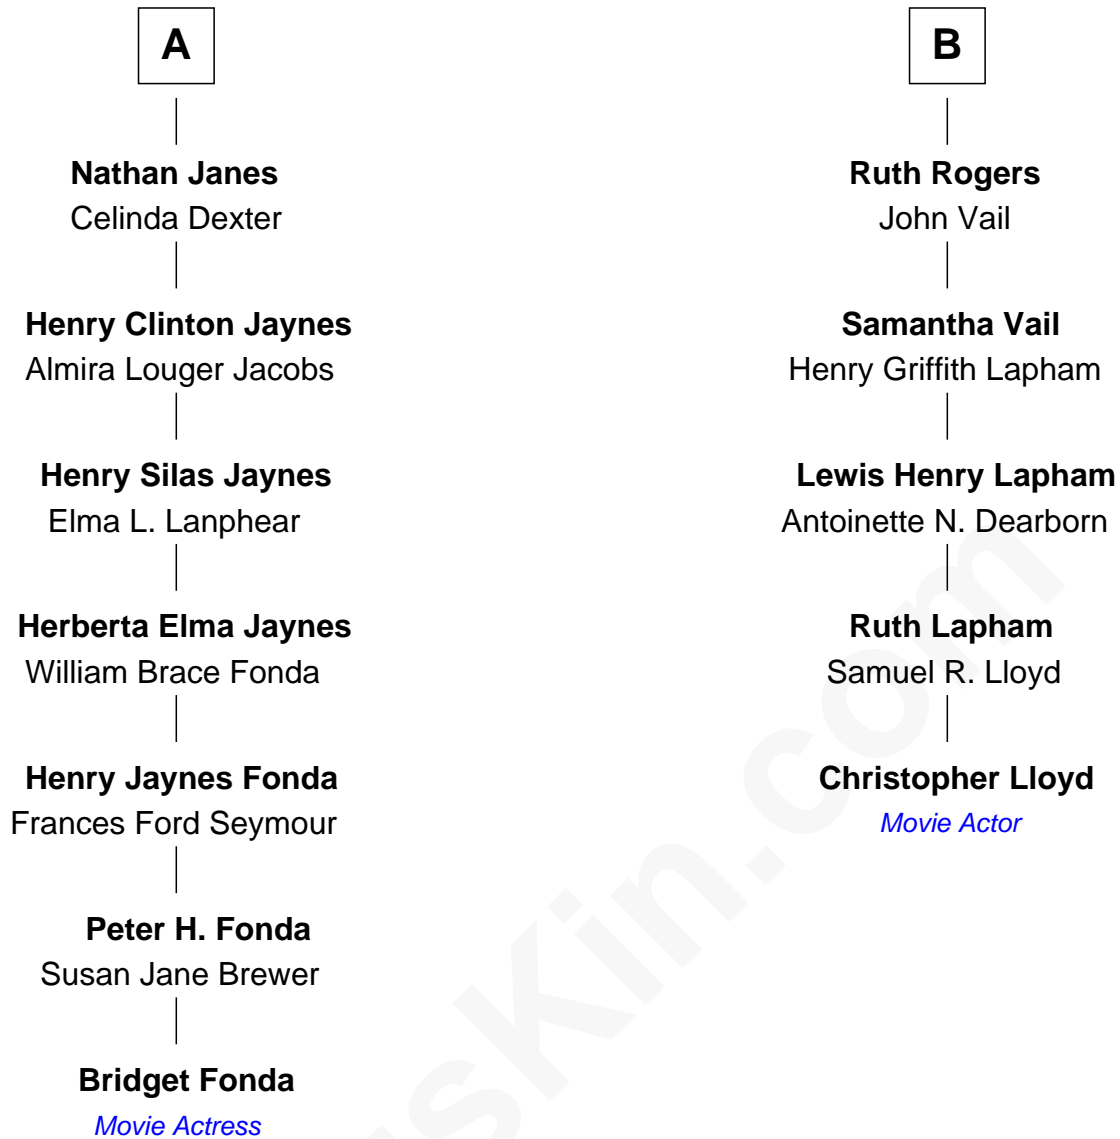 A
Nathan Janes
Celinda Dexter
Henry Clinton Jaynes
Almira Louger Jacobs
Henry Silas Jaynes
Elma L. Lanphear
Herberta Elma Jaynes
William Brace Fonda
Henry Jaynes Fonda
Frances Ford Seymour
Peter H. Fonda
Susan Jane Brewer
Bridget Fonda
Movie Actress
B
Ruth Rogers
John Vail
Samantha Vail
Henry Griffith Lapham
Lewis Henry Lapham
Antoinette N. Dearborn
Ruth Lapham
Samuel R. Lloyd
Christopher Lloyd
Movie Actor